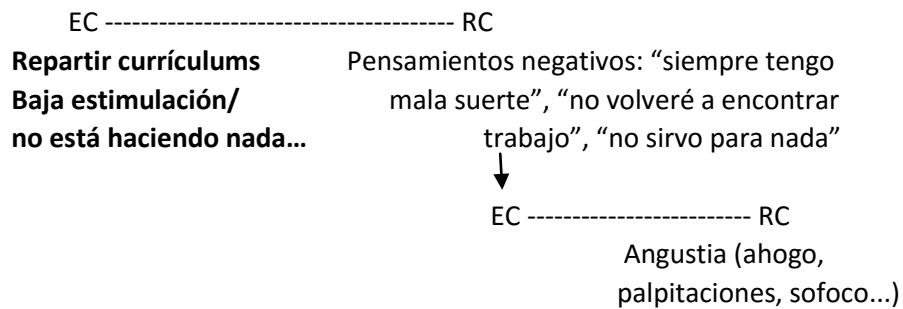 EC ------------------------------------ RC
Repartir currículums Pensamientos negativos: “siempre tengo
Baja estimulación/ mala suerte”, “no volveré a encontrar
no está haciendo nada… trabajo”, “no sirvo para nada”
EC ------------------------- RC
Angustia (ahogo,
palpitaciones, sofoco...)